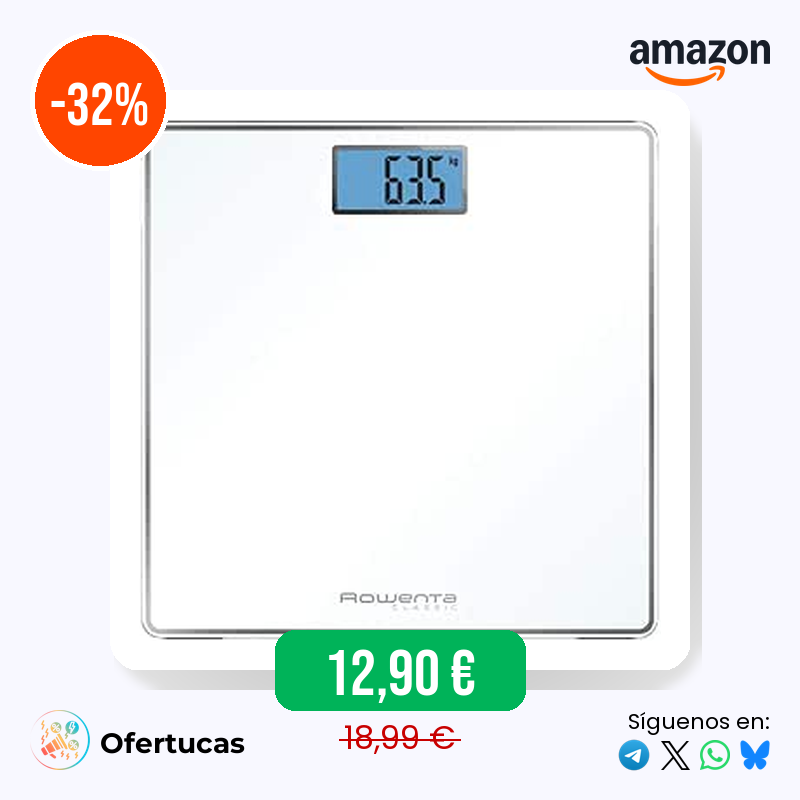 amazon
-32%
63.5 kg
Rowenta
CLASSIC
12,90 €
18,99 €
Ofertucas
Síguenos en: